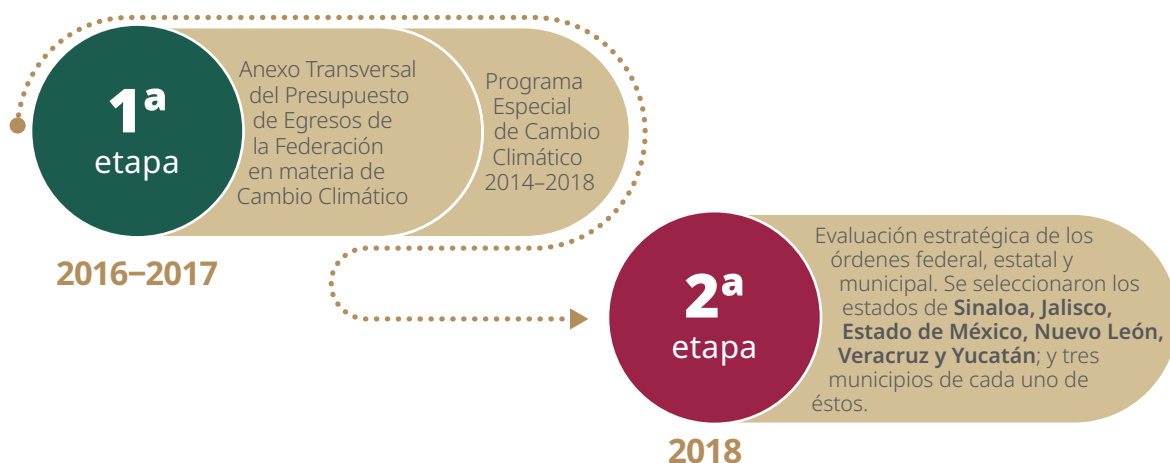 1ª
etapa
Anexo Transversal
del Presupuesto
de Egresos de
la Federación
en materia de
Cambio Climático
Programa
Especial
de Cambio
Climático
2014–2018
2016–2017
2ª
etapa
Evaluación estratégica de los
órdenes federal, estatal y
municipal. Se seleccionaron los
estados de Sinaloa, Jalisco,
Estado de México, Nuevo León,
Veracruz y Yucatán; y tres
municipios de cada uno de
éstos.
2018